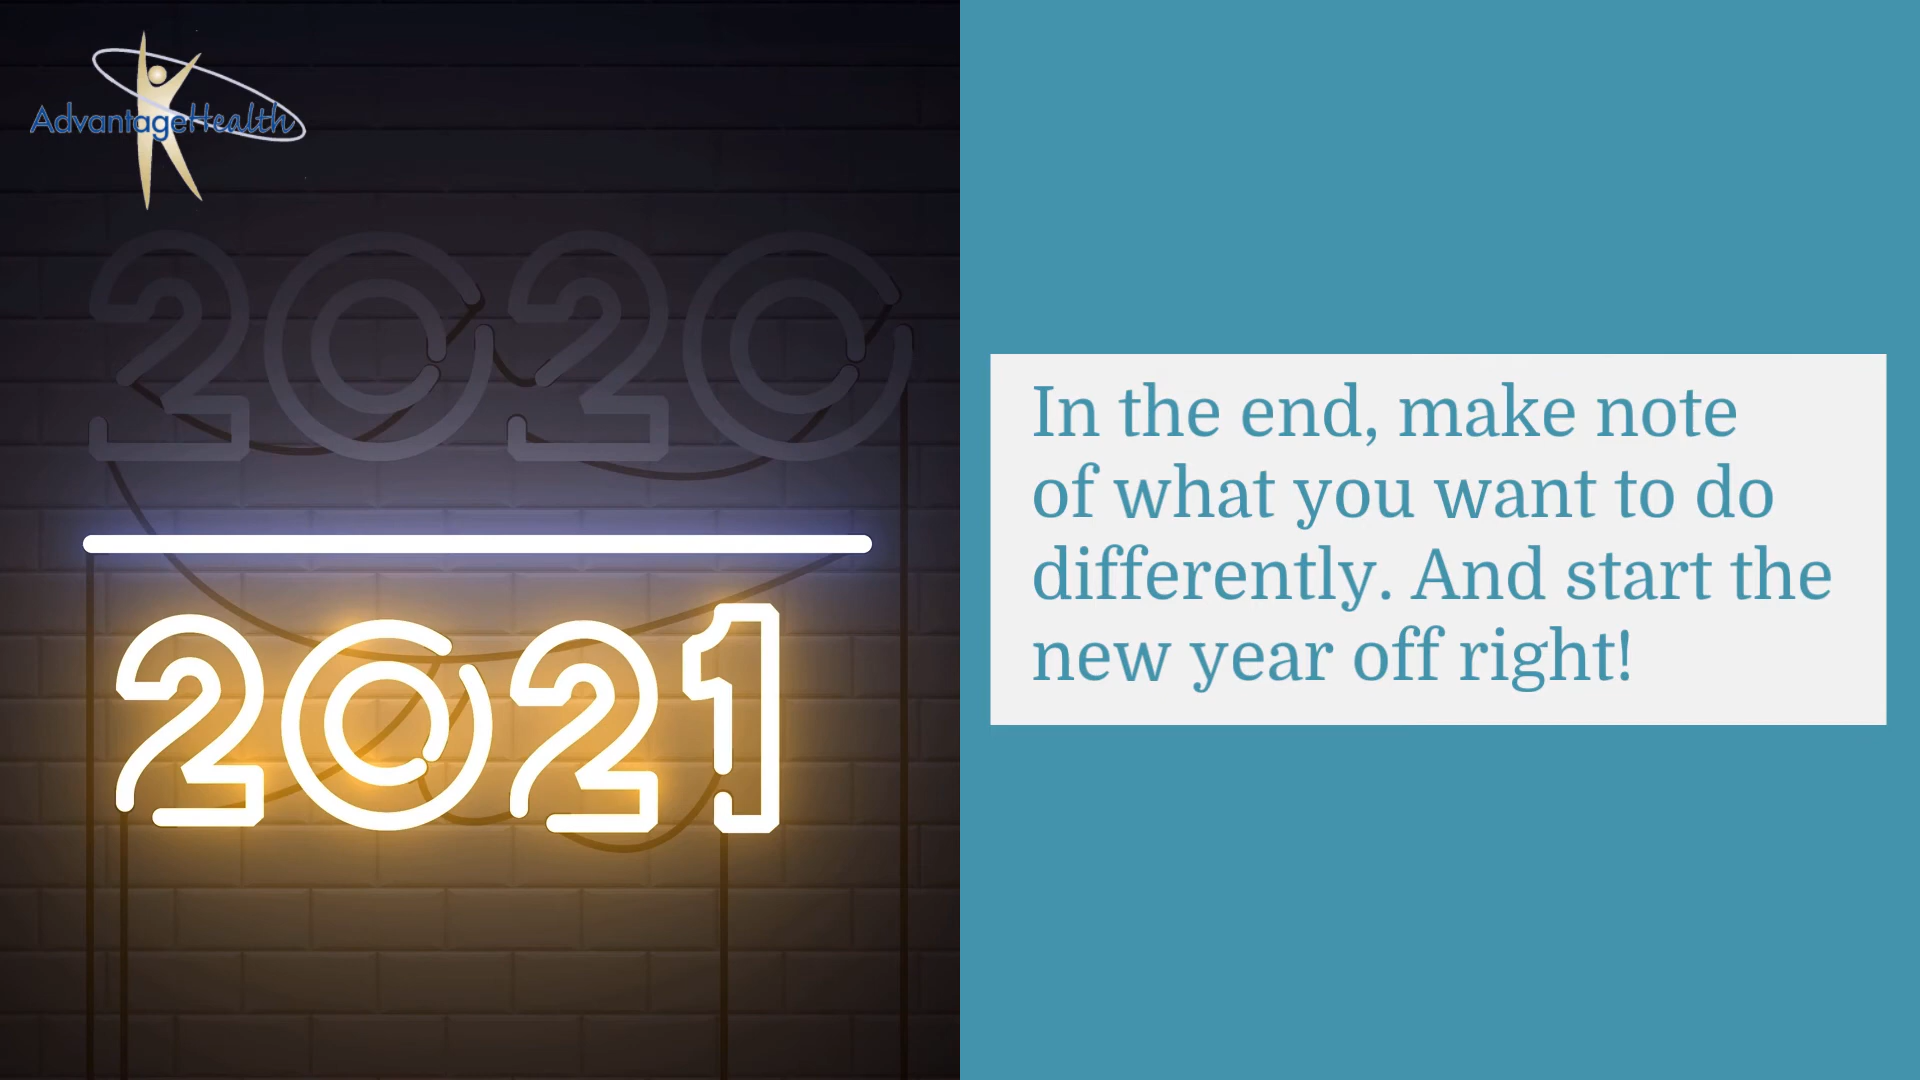 AdvantageHealth
2020
2021
In the end, make note
of what you want to do
differently. And start the
new year off right!